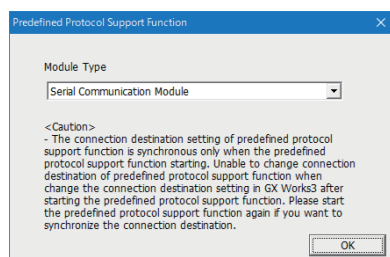 Predefined Protocol Support Function
Module Type
Serial Communication Module
<Caution>
- The connection destination setting of predefined protocol
support function is synchronous only when the predefined
protocol support function starting. Unable to change connection
destination of predefined protocol support function when
change the connection destination setting in GX Works3 after
starting the predefined protocol support function. Please start
the predefined protocol support function again if you want to
synchronize the connection destination.
OK